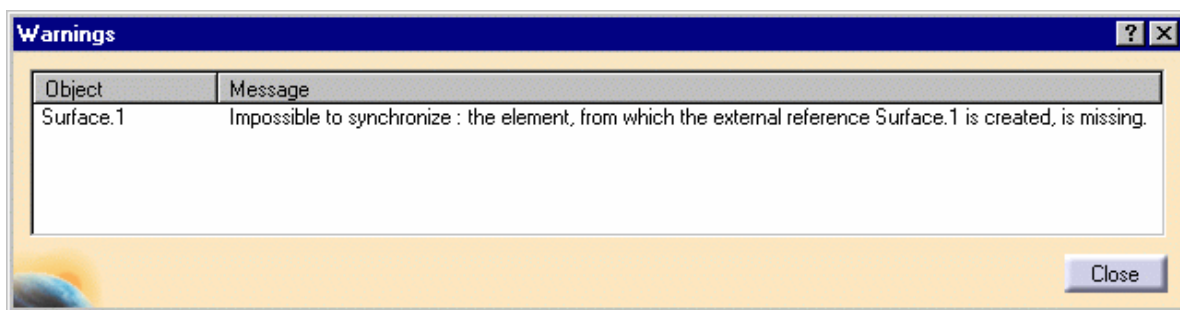 Warnings
Object Message
Surface.1 Impossible to synchronize : the element, from which the external reference Surface.1 is created, is missing.
Close